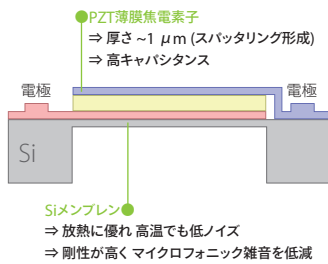 ●PZT薄膜焦電素子
⇒ 厚さ ~1 μm (スパッタリング形成)
⇒ 高キャパシタンス
電極
電極
Si
Siメンブレン●
⇒ 放熱に優れ 高温でも低ノイズ
⇒ 剛性が高く マイクロフォニック雑音を低減